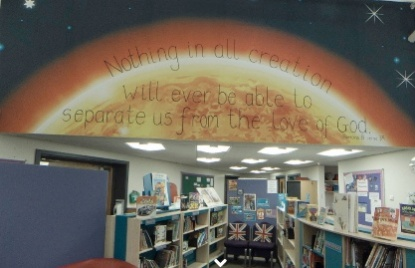 Nothing in all creation
will ever be able to
separate us from the love of God.